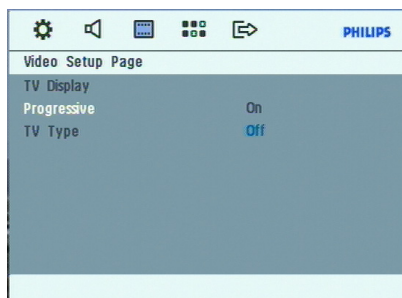 PHILIPS
Video Setup Page
TV Display
Progressive On
TV Type Off